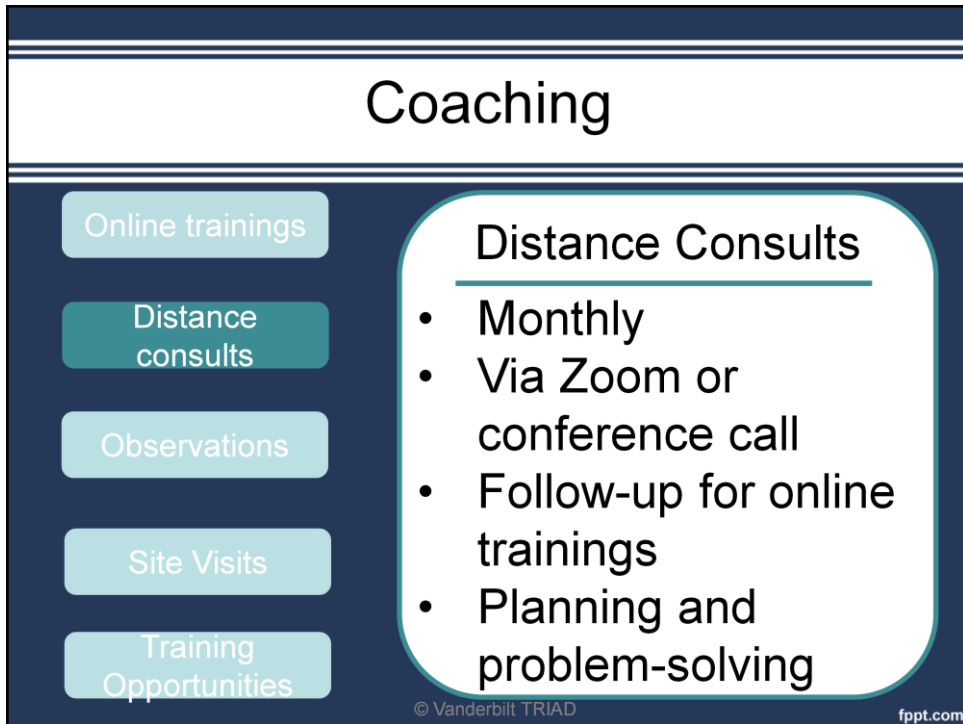 Coaching
Online trainings
Distance
consults
Observations
Site Visits
Training
Opportunities
Distance Consults
• Monthly
• Via Zoom or
conference call
• Follow-up for online
trainings
• Planning and
problem-solving
© Vanderbilt TRIAD
fppt.com